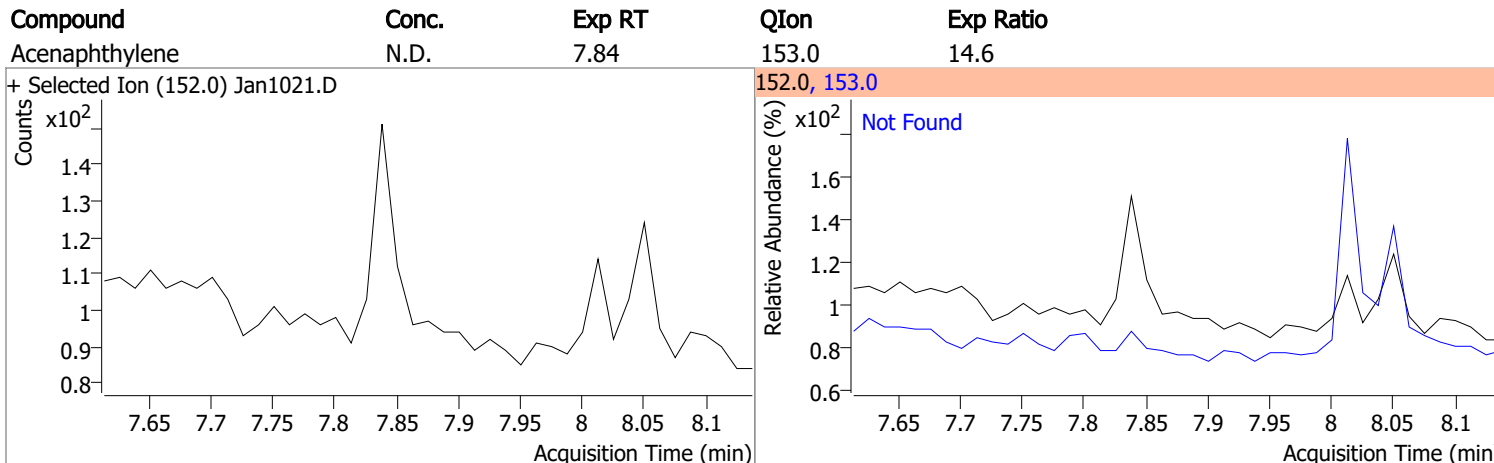 Compound Conc. Exp RT QIon Exp Ratio
Acenaphthylene N.D. 7.84 153.0 14.6
+ Selected Ion (152.0) Jan1021.D
Counts
x10²
1.4
1.3
1.2
1.1
1
0.9
0.8
7.65 7.7 7.75 7.8 7.85 7.9 7.95 8 8.05 8.1
Acquisition Time (min)
152.0, 153.0
Relative Abundance (%)
x10²
Not Found
1.6
1.4
1.2
1
0.8
0.6
7.65 7.7 7.75 7.8 7.85 7.9 7.95 8 8.05 8.1
Acquisition Time (min